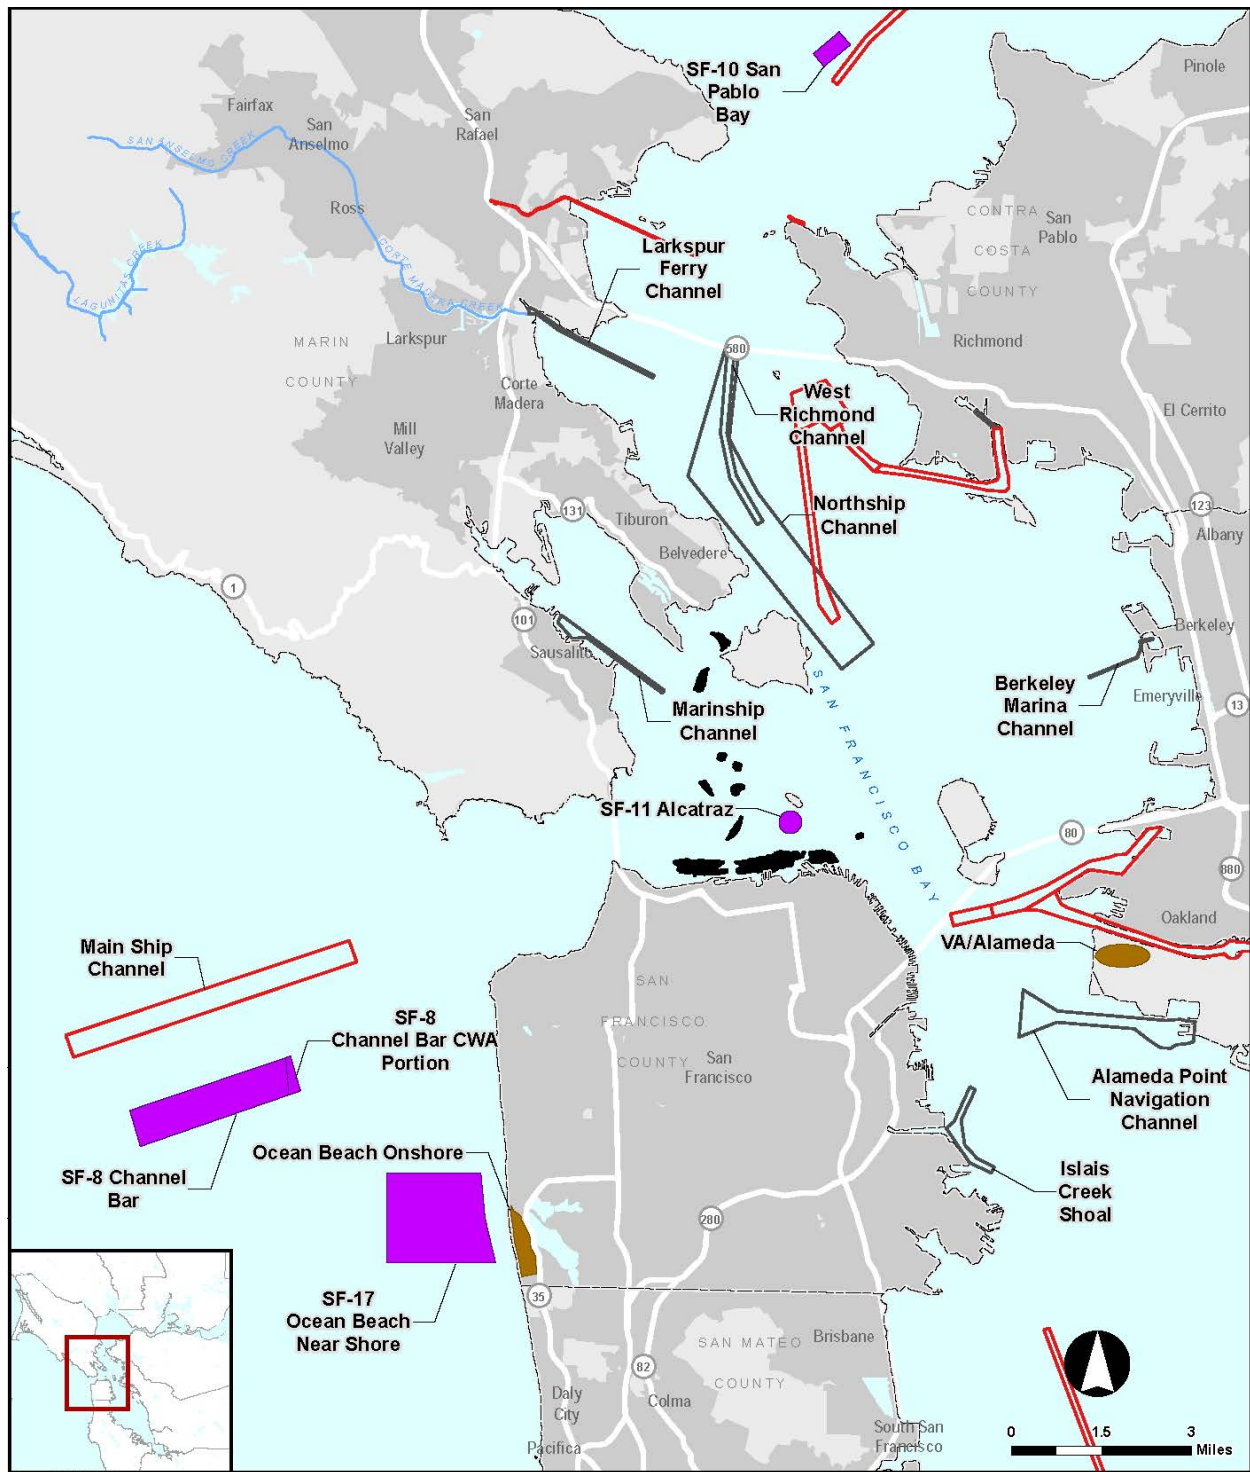 SF-10 San
Pablo
Bay
Pinole
Fairfax
San
Anselmo
San
Rafael
SAN ANSELMO CREEK
Ross
CONTRA
COSTA
COUNTY
San
Pablo
LAGUNITAS CREEK
CORTE MADERA CREEK
Larkspur
Ferry
Channel
MARIN
COUNTY
Larkspur
Richmond
580
Corte
Madera
West
Richmond
Channel
El Cerrito
Mill
Valley
Northship
Channel
131
Tiburon
Belvedere
123
Albany
1
101
Sausalito
Berkeley
Marinship
Channel
Berkeley
Marina
Channel
Emeryville
13
SAN FRANCISCO BAY
SF-11 Alcatraz
80
880
Oakland
VA/Alameda
Main Ship
Channel
SF-8
Channel Bar CWA
Portion
SAN
FRANCISCO
COUNTY
San
Francisco
Alameda Point
Navigation
Channel
SF-8 Channel
Bar
Ocean Beach Onshore
Islais
Creek
Shoal
280
SF-17
Ocean Beach
Near Shore
35
SAN MATEO
COUNTY
Brisbane
82
Daly
City
Colma
Pacifica
South San
Francisco
0 1.5 3
Miles